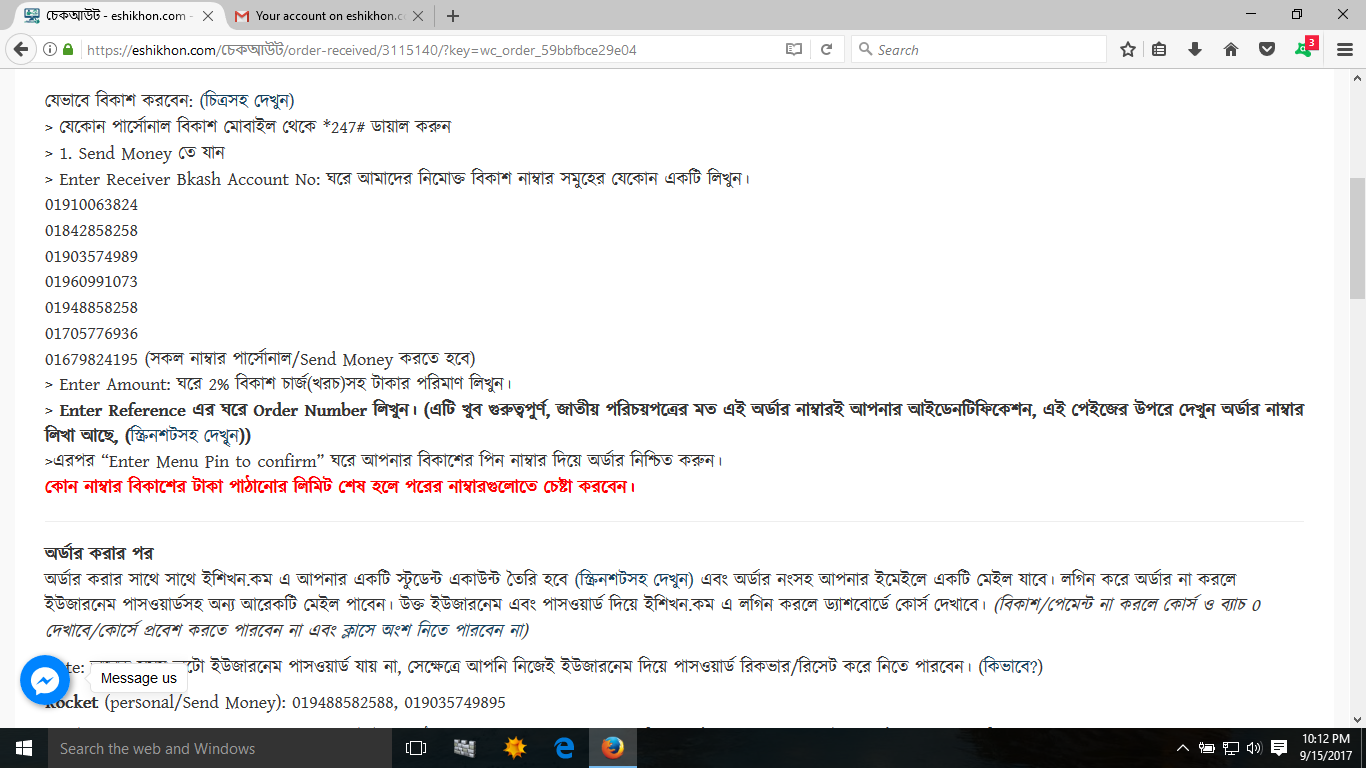 চেকআউট - eshikhon.com -
Your account on eshikhon.c
https://eshikhon.com/চেকআউট/order-received/3115140/?key=wc_order_59bbfbce29e04
Search
3
যেভাবে বিকাশ করবেন: (চিত্রসহ দেখুন)
> যেকোন পার্সোনাল বিকাশ মোবাইল থেকে *247# ডায়াল করুন
> 1. Send Money তে যান
> Enter Receiver Bkash Account No: ঘরে আমাদের নিমোক্ত বিকাশ নাম্বার সমুহের যেকোন একটি লিখুন।
01910063824
01842858258
01903574989
01960991073
01948858258
01705776936
01679824195 (সকল নাম্বার পার্সোনাল/Send Money করতে হবে)
> Enter Amount: ঘরে 2% বিকাশ চার্জ(খরচ)সহ টাকার পরিমাণ লিখুন।
> Enter Reference এর ঘরে Order Number লিখুন। (এটি খুব গুরুত্বপুর্ণ, জাতীয় পরিচয়পত্রের মত এই অর্ডার নাম্বারই আপনার আইডেনটিফিকেশন, এই পেইজের উপরে দেখুন অর্ডার নাম্বার
লিখা আছে, (স্ক্রিনশটসহ দেখুন))
>এরপর “Enter Menu Pin to confirm” ঘরে আপনার বিকাশের পিন নাম্বার দিয়ে অর্ডার নিশ্চিত করুন।
কোন নাম্বার বিকাশের টাকা পাঠানোর লিমিট শেষ হলে পরের নাম্বারগুলোতে চেষ্টা করবেন।
অর্ডার করার পর
অর্ডার করার সাথে সাথে ইশিখন.কম এ আপনার একটি স্টুডেন্ট একাউন্ট তৈরি হবে (স্ক্রিনশটসহ দেখুন) এবং অর্ডার নংসহ আপনার ইমেইলে একটি মেইল যাবে। লগিন করে অর্ডার না করলে
ইউজারনেম পাসওয়ার্ডসহ অন্য আরেকটি মেইল পাবেন। উক্ত ইউজারনেম এবং পাসওয়ার্ড দিয়ে ইশিখন.কম এ লগিন করলে ড্যাশবোর্ডে কোর্স দেখাবে। (বিকাশ/পেমেন্ট না করলে কোর্স ও ব্যাচ 0
দেখাবে/কোর্সে প্রবেশ করতে পারবেন না এবং ক্লাসে অংশ নিতে পারবেন না)
ইউজারনেম পাসওয়ার্ড যায় না, সেক্ষেত্রে আপনি নিজেই ইউজারনেম দিয়ে পাসওয়ার্ড রিকভার/রিসেট করে নিতে পারবেন। (কিভাবে?)
Message us
Rocket (personal/Send Money): 019488582588, 019035749895
Search the web and Windows
10:12 PM
9/15/2017